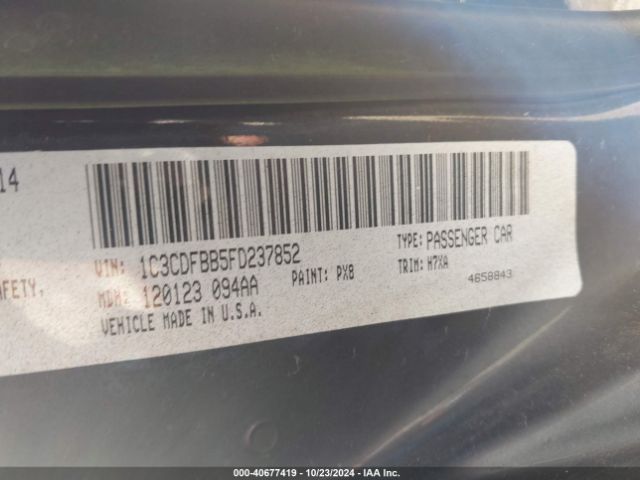 14
VIN: 1C3CDFBB5FD237852
TYPE: PASSENGER CAR
AFETY.
MDH: 120123 094AA
PAINT: PX8
TRIM: H7XA
VEHICLE MADE IN U.S.A.
4658843
000-40677419 • 10/23/2024 • IAA Inc.